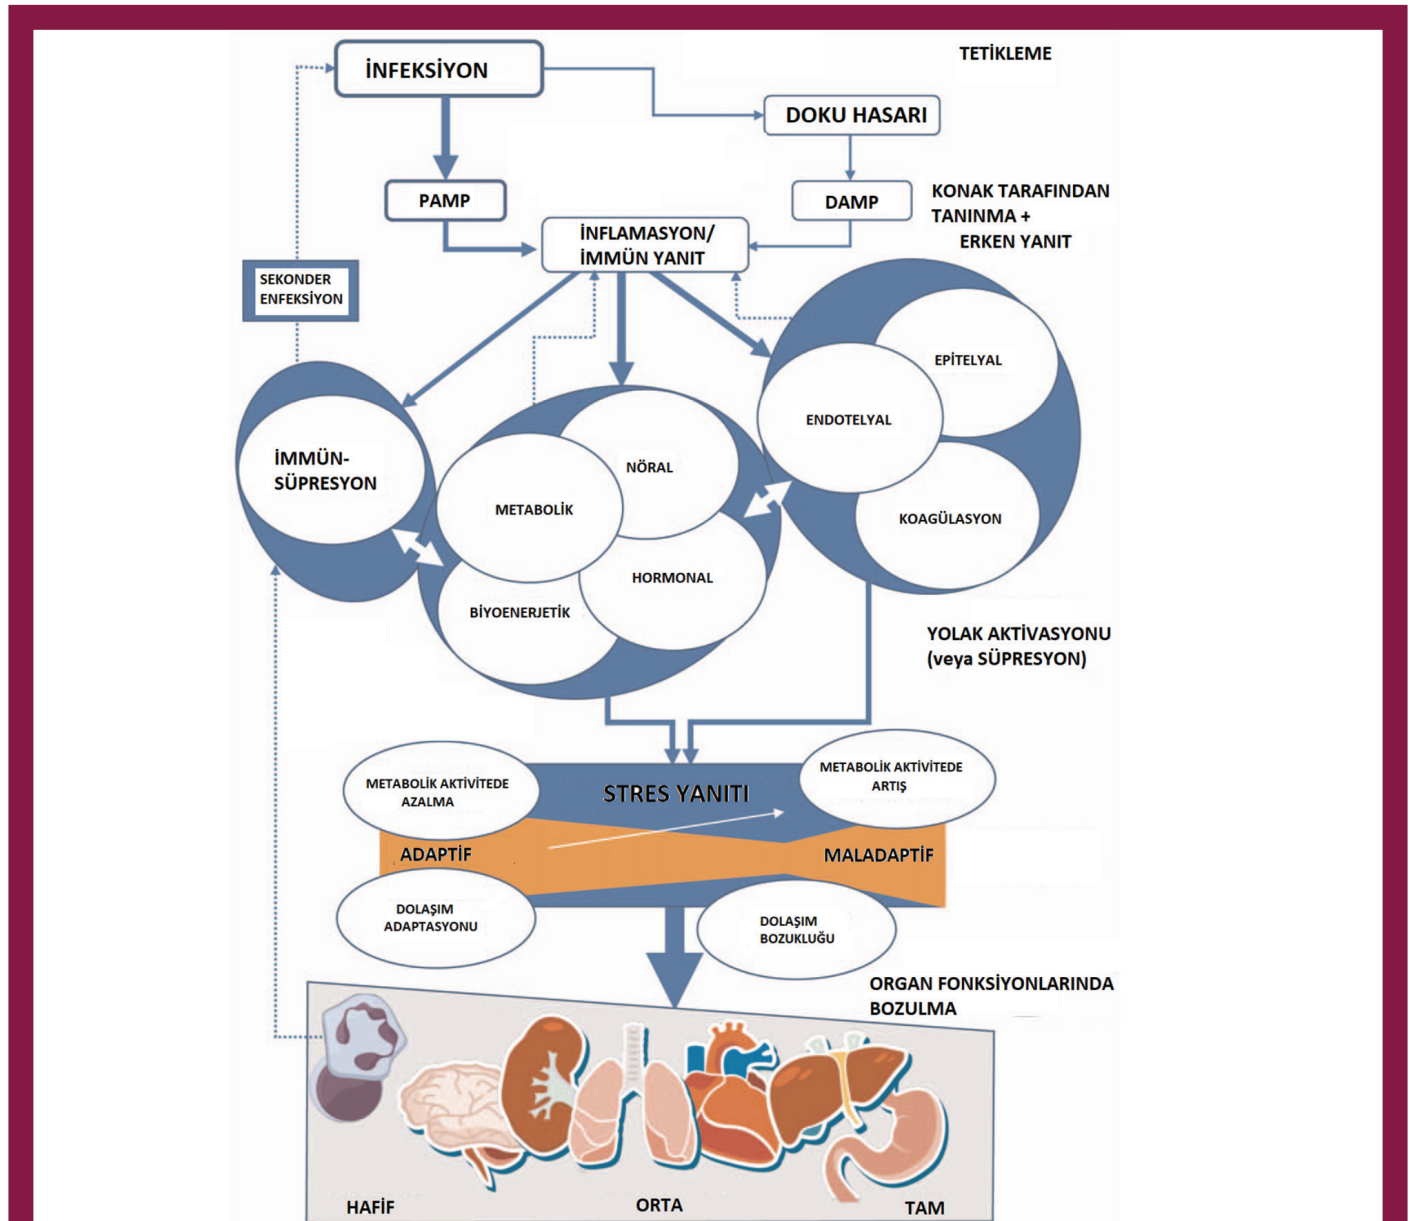 TETİKLEME
İNFEKSİYON
DOKU HASARI
PAMP
DAMP
KONAK TARAFINDAN
TANINMA +
ERKEN YANIT
İNFLAMASYON/
İMMÜN YANIT
SEKONDER
ENFEKSİYON
EPİTELYAL
ENDOTELYAL
İMMÜN-
SÜPRESYON
NÖRAL
METABOLİK
KOAGÜLASYON
HORMONAL
BİYOENERJETİK
YOLAK AKTİVASYONU
(veya SÜPRESYON)
METABOLİK AKTİVİTEDE
AZALMA
STRES YANITI
METABOLİK AKTİVİTEDE
ARTIŞ
ADAPTİF
MALADAPTİF
DOLAŞIM
ADAPTASYONU
DOLAŞIM
BOZUKLUĞU
ORGAN FONKSİYONLARINDA
BOZULMA
HAFİF
ORTA
TAM